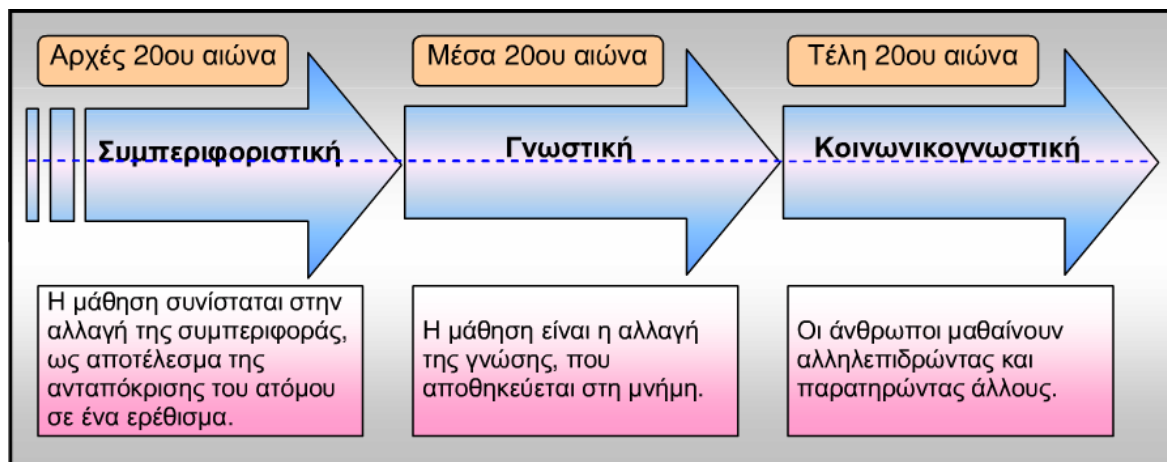 Αρχές 20ου αιώνα
Μέσα 20ου αιώνα
Τέλη 20ου αιώνα
Συμπεριφοριστική
Γνωστική
Κοινωνικογνωστική
Η μάθηση συνίσταται στην
αλλαγή της συμπεριφοράς,
ως αποτέλεσμα της
ανταπόκρισης του ατόμου
σε ένα ερέθισμα.
Η μάθηση είναι η αλλαγή
της γνώσης, που
αποθηκεύεται στη μνήμη.
Οι άνθρωποι μαθαίνουν
αλληλεπιδρώντας και
παρατηρώντας άλλους.